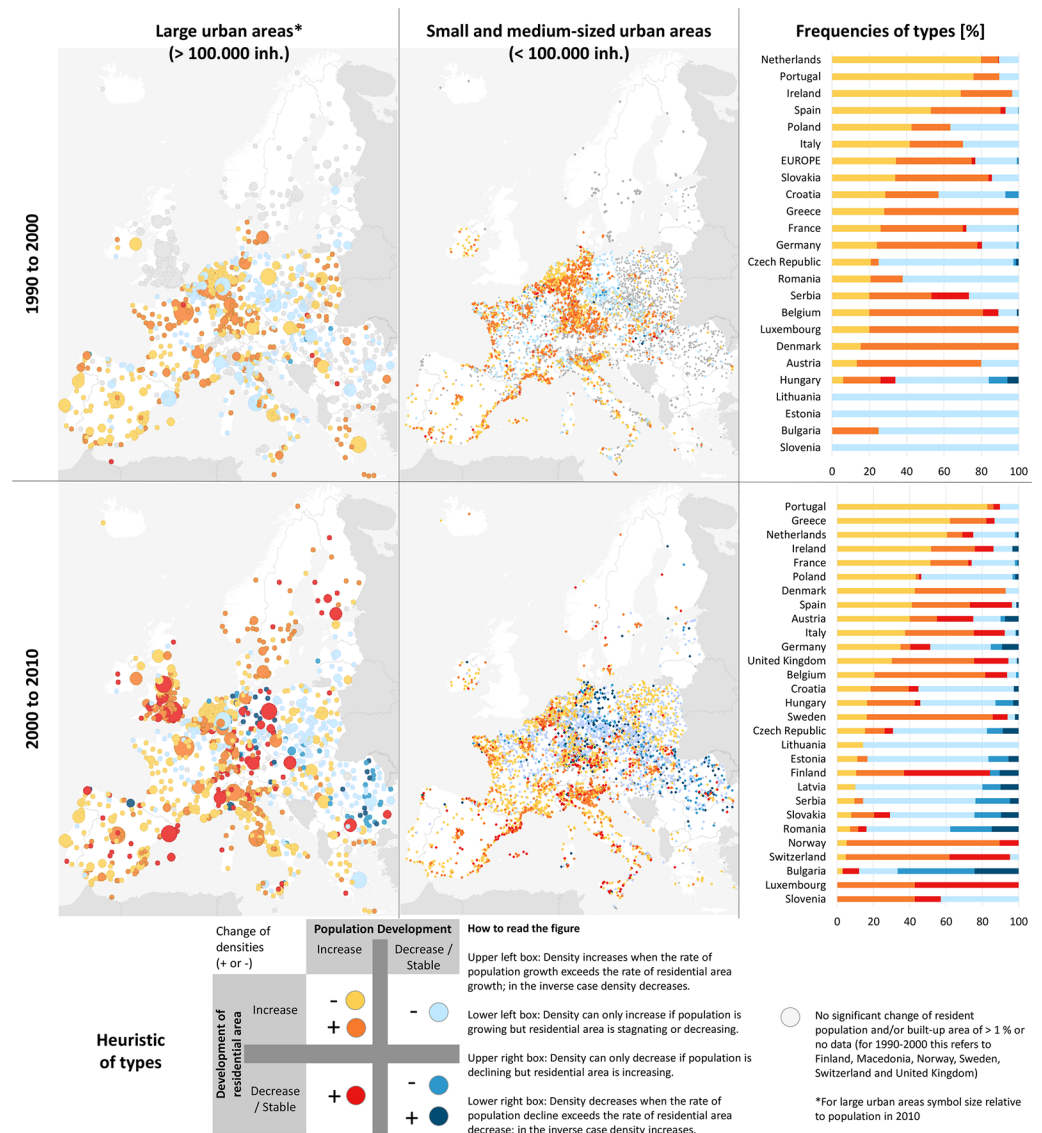 Large urban areas*
(> 100.000 inh.)
Small and medium-sized urban areas
(< 100.000 inh.)
Frequencies of types [%]
1990 to 2000
Netherlands
Portugal
Ireland
Spain
Poland
Italy
EUROPE
Slovakia
Croatia
Greece
France
Germany
Czech Republic
Romania
Serbia
Belgium
Luxembourg
Denmark
Austria
Hungary
Lithuania
Estonia
Bulgaria
Slovenia
0 20 40 60 80 100
2000 to 2010
Portugal
Greece
Netherlands
Ireland
France
Poland
Denmark
Spain
Austria
Italy
Germany
United Kingdom
Belgium
Croatia
Hungary
Sweden
Czech Republic
Lithuania
Estonia
Finland
Latvia
Serbia
Slovakia
Romania
Norway
Switzerland
Bulgaria
Luxembourg
Slovenia
0 20 40 60 80 100
Heuristic
of types
Change of
densities
(+ or -)
Population Development
Increase
Decrease /
Stable
Development of
residential area
Increase
-
+
-
Decrease
/ Stable
+
-
+
How to read the figure
Upper left box: Density increases when the rate of
population growth exceeds the rate of residential area
growth; in the inverse case density decreases.
Lower left box: Density can only increase if population is
growing but residential area is stagnating or decreasing.
Upper right box: Density can only decrease if population is
declining but residential area is increasing.
Lower right box: Density decreases when the rate of
population decline exceeds the rate of residential area
decrease; in the inverse case density increases.
No significant change of resident
population and/or built-up area of > 1 % or
no data (for 1990-2000 this refers to
Finland, Macedonia, Norway, Sweden,
Switzerland and United Kingdom)
*For large urban areas symbol size relative
to population in 2010